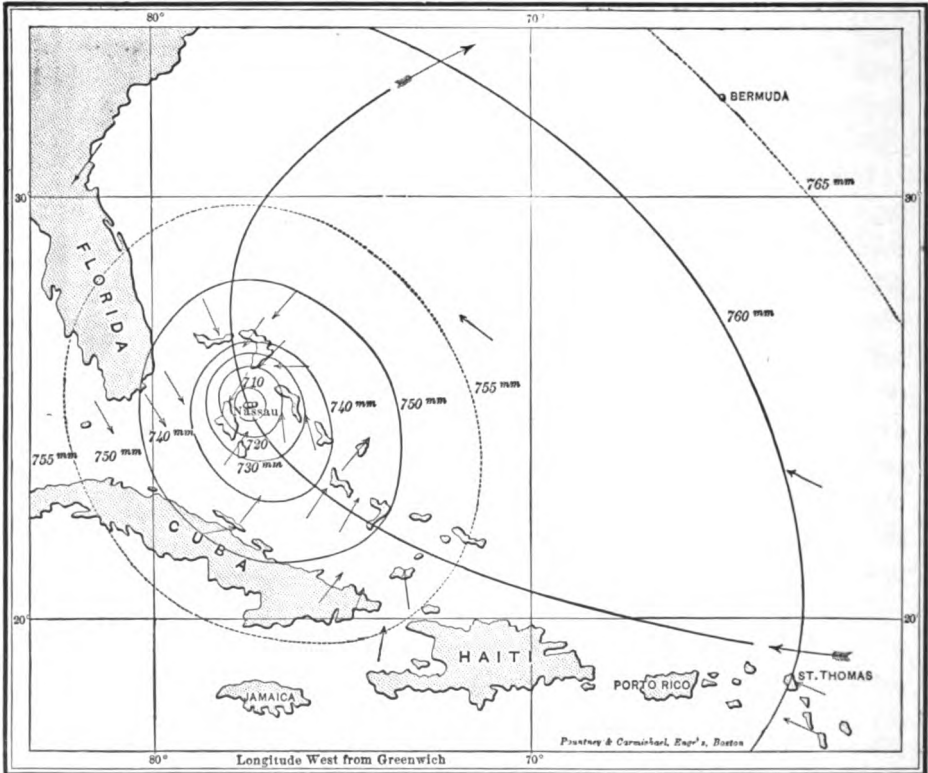 80°
70°
BERMUDA
765 mm
30
30
FLORIDA
760 mm
710
Nassau
755 mm
740 mm
750 mm
740 mm
720
730 mm
755 mm
750 mm
CUBA
20°
20°
HAITI
ST. THOMAS
PORTO RICO
JAMAICA
Pountney & Carmichael, Engr's, Boston
80°
Longitude West from Greenwich
70°